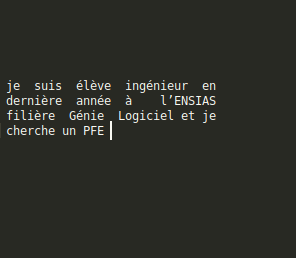 je suis élève ingénieur en
dernière année à l’ENSIAS
filière Génie Logiciel et je
cherche un PFE